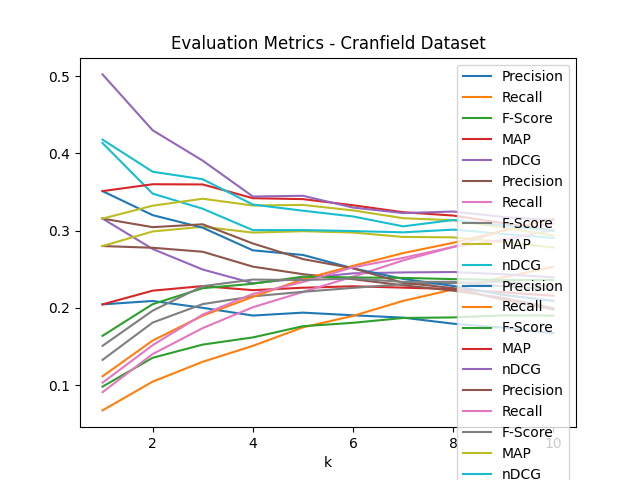 Evaluation Metrics - Cranfield Dataset
0.5
0.4
0.3
0.2
0.1
2
4
6
8
10
k
Precision
Recall
F-Score
MAP
nDCG
Precision
Recall
F-Score
MAP
nDCG
Precision
Recall
F-Score
MAP
nDCG
Precision
Recall
F-Score
MAP
nDCG